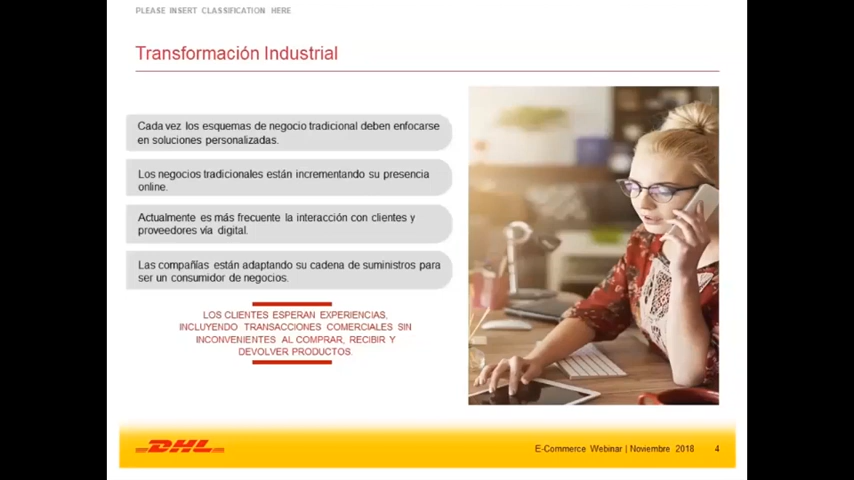 PLEASE INSERT CLASSIFICATION HERE
Transformación Industrial
Cada vez los esquemas de negocio tradicional deben enfocarse
en soluciones personalizadas.
Los negocios tradicionales están incrementando su presencia
online.
Actualmente es más frecuente la interacción con clientes y
proveedores vía digital.
Las compañías están adaptando su cadena de suministros para
ser un consumidor de negocios.
LOS CLIENTES ESPERAN EXPERIENCIAS,
INCLUYENDO TRANSACCIONES COMERCIALES SIN
INCONVENIENTES AL COMPRAR, RECIBIR Y
DEVOLVER PRODUCTOS.
DHL
E-Commerce Webinar | Noviembre 2018 4